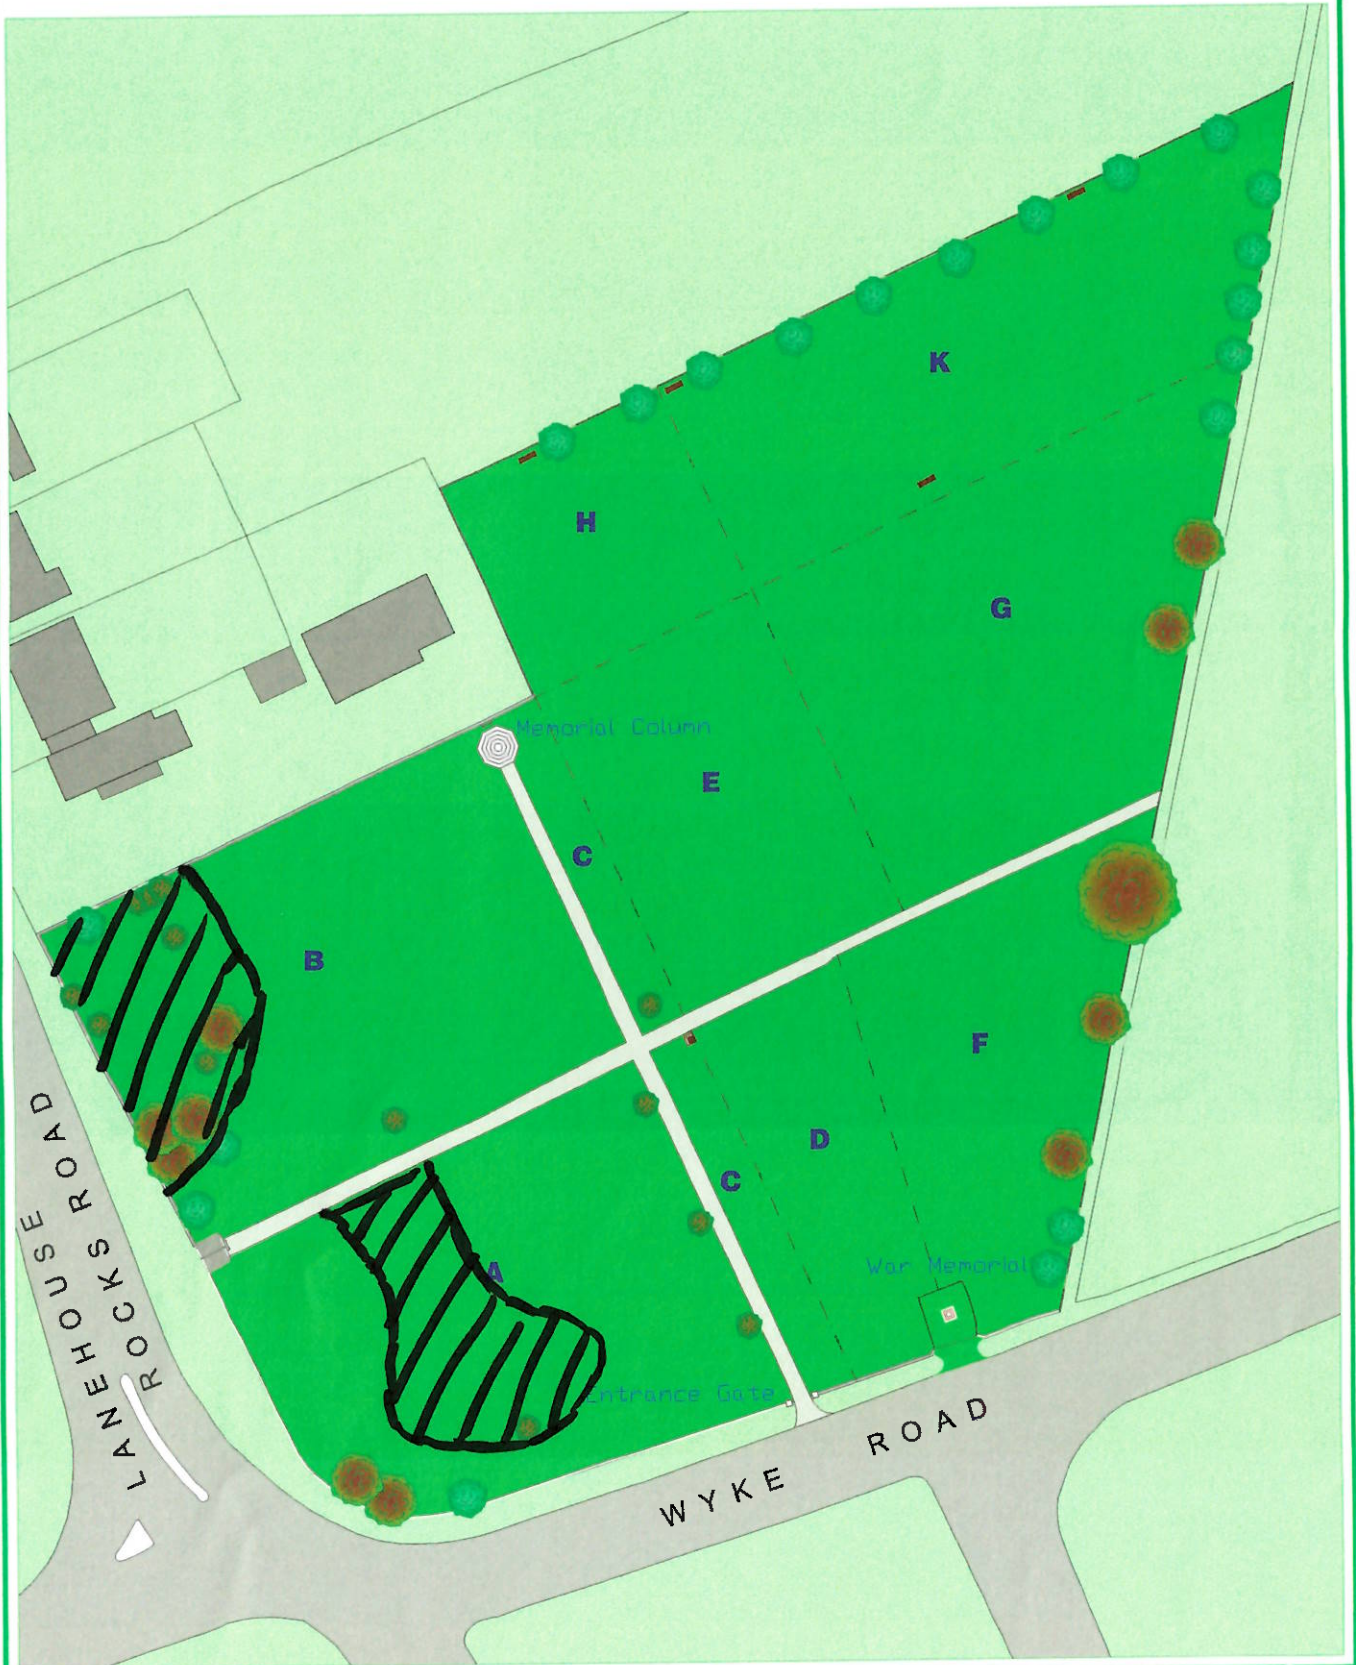 K
H
G
Memorial Column
E
C
B
F
D
C
War Memorial
A
Entrance Gate
LANEHOUSE
ROCKS ROAD
WYKE ROAD